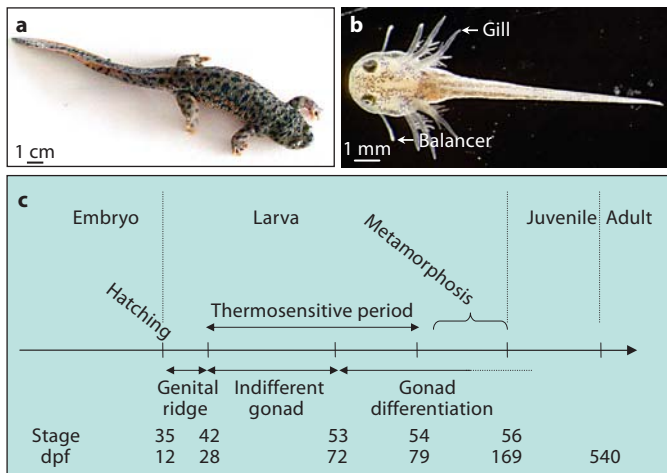 a
1 cm
b
Gill
Balancer
1 mm
c
Embryo
Larva
Metamorphosis
Juvenile
Adult
Hatching
Thermosensitive period
Genital
ridge
Indifferent
gonad
Gonad
differentiation
Stage 35 42 53 54 56
dpf 12 28 72 79 169 540